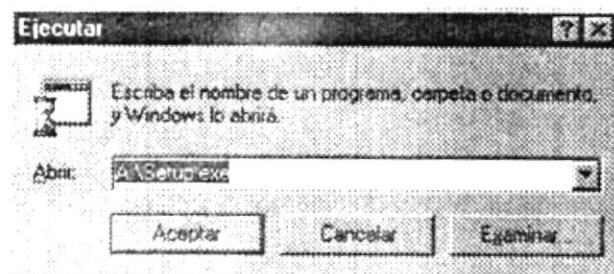 Ejecutar
Escriba el nombre de un programa, carpeta o documento,
y Windows lo abrirá.
Abrir: A:\Setup.exe
Aceptar Cancelar Examinar...